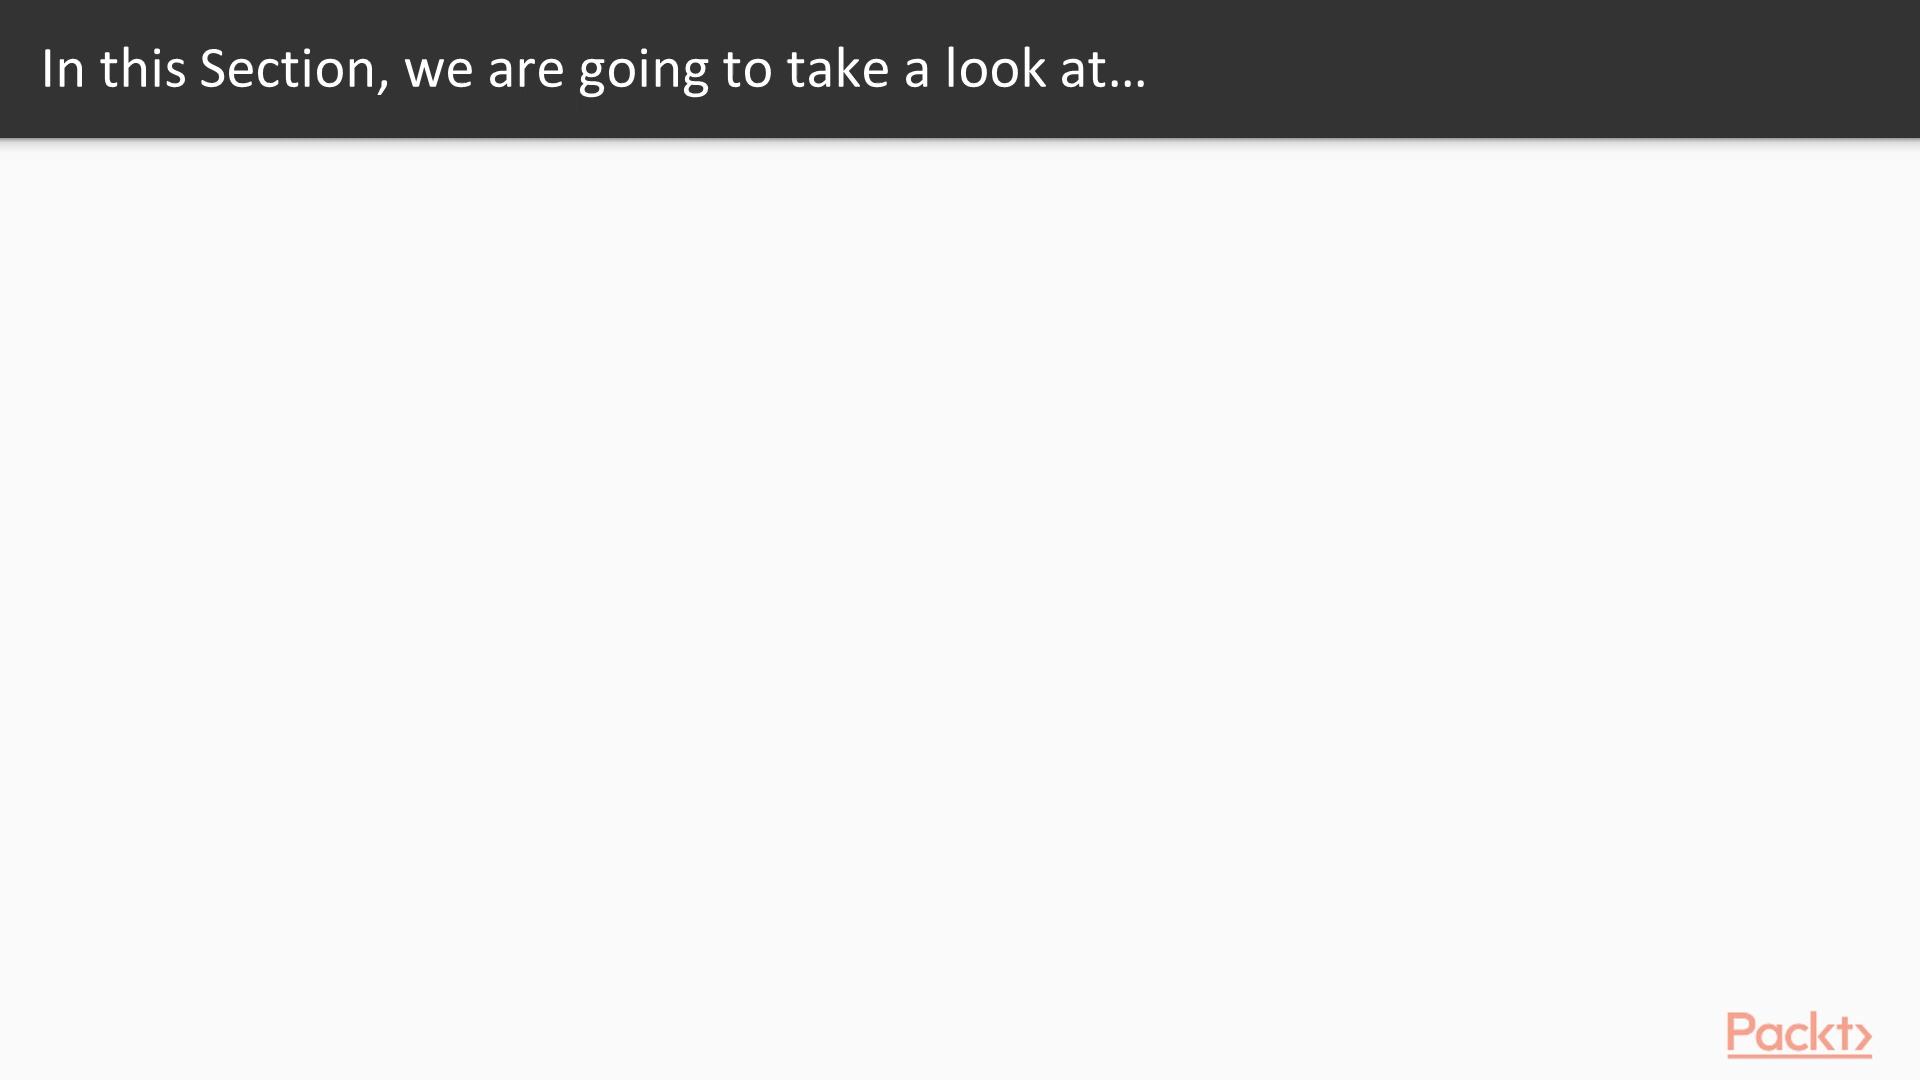 In this Section, we are going to take a look at…
Packt>